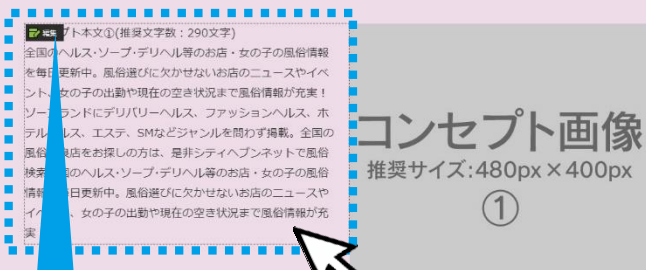 編集 プト本文①(推奨文字数：290文字)
全国のヘルス・ソープ・デリヘル等のお店・女の子の風俗情報
を毎日更新中。風俗選びに欠かせないお店のニュースやイベ
ント、女の子の出勤や現在の空き状況まで風俗情報が充実！
ソー ランドにデリバリーヘルス、ファッションヘルス、ホ
テル ルス、エステ、SMなどジャンルを問わず掲載。全国の
風俗 良店をお探しの方は、是非シティヘブンネットで風俗
検索 国のヘルス・ソープ・デリヘル等のお店・女の子の風俗
情報 日更新中。風俗選びに欠かせないお店のニュースや
イベ 、女の子の出勤や現在の空き状況まで風俗情報が充
実
コンセプト画像
推奨サイズ:480px×400px
①